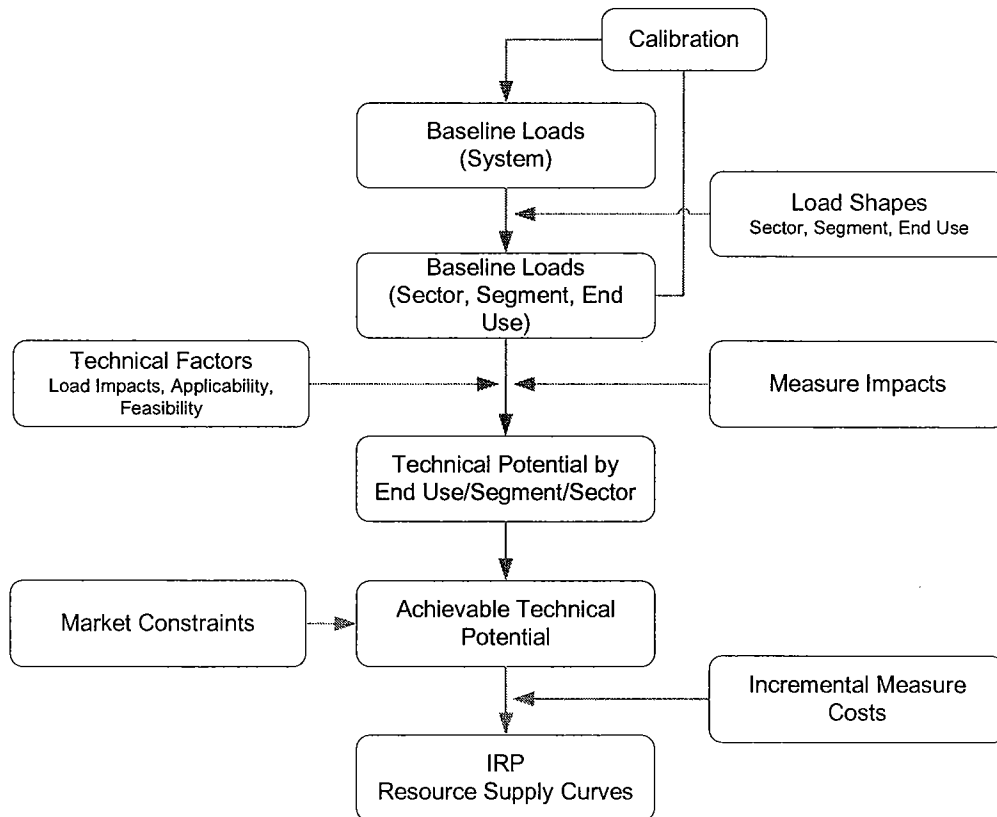 Calibration
Baseline Loads
(System)
Load Shapes
Sector, Segment, End Use
Baseline Loads
(Sector, Segment, End
Use)
Technical Factors
Load Impacts, Applicability,
Feasibility
Measure Impacts
Technical Potential by
End Use/Segment/Sector
Market Constraints
Achievable Technical
Potential
Incremental Measure
Costs
IRP
Resource Supply Curves